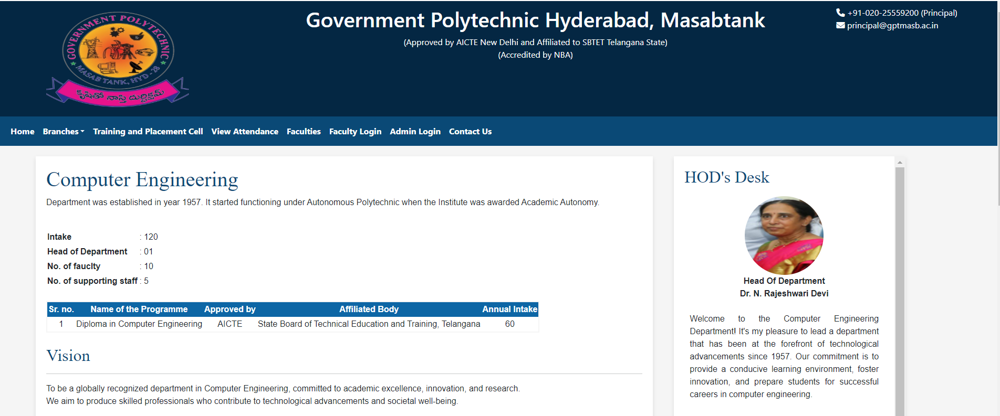 GOVERNMENT POLYTECHNIC
MASAB TANK, HYD - 28
కృషితో నాస్తి దుర్భిక్షమ్
Government Polytechnic Hyderabad, Masabtank
(Approved by AICTE New Delhi and Affiliated to SBTET Telangana State)
(Accredited by NBA)
+91-020-25559200 (Principal)
principal@gptmasb.ac.in
Home Branches Training and Placement Cell View Attendance Faculties Faculty Login Admin Login Contact Us
Computer Engineering
Department was established in year 1957. It started functioning under Autonomous Polytechnic when the Institute was awarded Academic Autonomy.
Intake : 120
Head of Department : 01
No. of fauclty : 10
No. of supporting staff : 5
Sr. no. Name of the Programme Approved by Affiliated Body Annual Intake
1 Diploma in Computer Engineering AICTE State Board of Technical Education and Training, Telangana 60
Vision
To be a globally recognized department in Computer Engineering, committed to academic excellence, innovation, and research.
We aim to produce skilled professionals who contribute to technological advancements and societal well-being.
HOD's Desk
Head Of Department
Dr. N. Rajeshwari Devi
Welcome to the Computer Engineering
Department! It's my pleasure to lead a department
that has been at the forefront of technological
advancements since 1957. Our commitment is to
provide a conducive learning environment, foster
innovation, and prepare students for successful
careers in computer engineering.